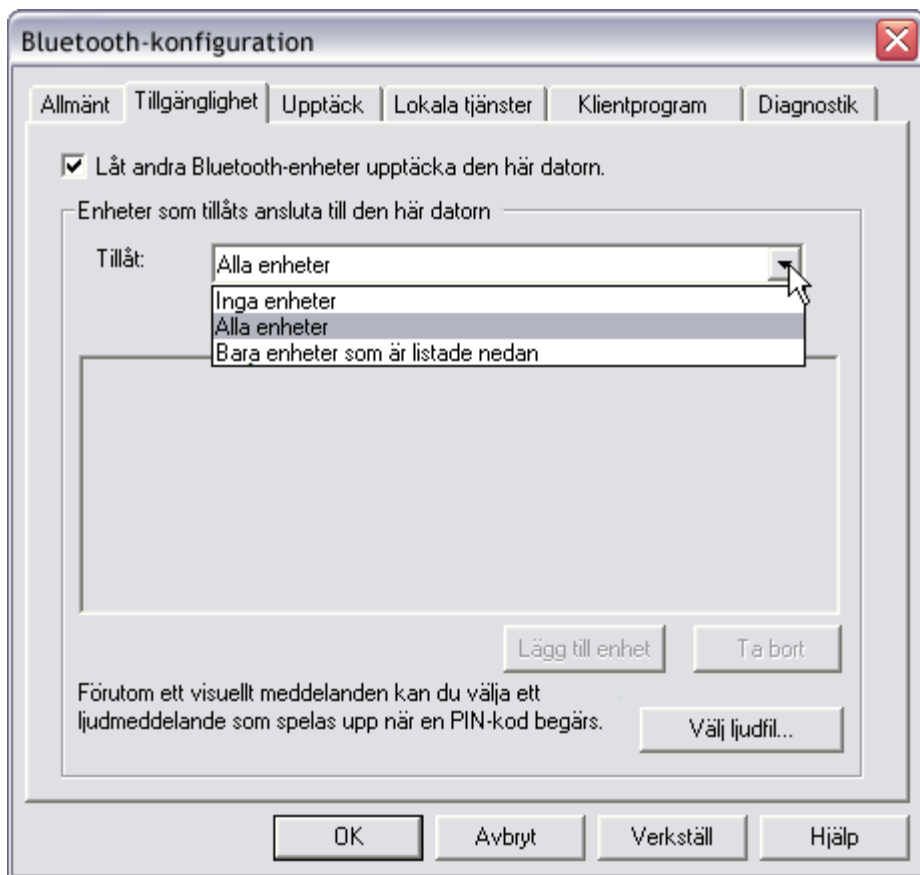 Bluetooth-konfiguration
Allmänt Tillgänglighet Upptäck Lokala tjänster Klientprogram Diagnostik
Låt andra Bluetooth-enheter upptäcka den här datorn.
Enheter som tillåts ansluta till den här datorn
Tillåt: Alla enheter
Inga enheter
Alla enheter
Bara enheter som är listade nedan
Lägg till enhet Ta bort
Förutom ett visuellt meddelanden kan du välja ett
ljudmeddelande som spelas upp när en PIN-kod begärs.
Välj ljudfil...
OK Avbryt Verkställ Hjälp